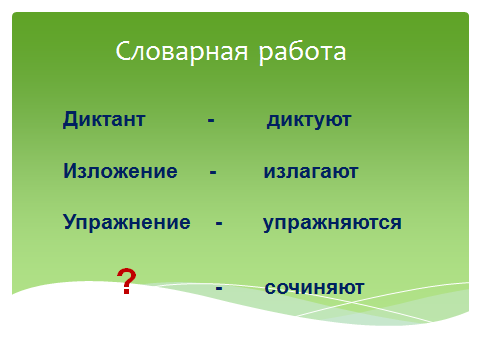 Словарная работа
Диктант - диктуют
Изложение - излагают
Упражнение - упражняются
? - сочиняют